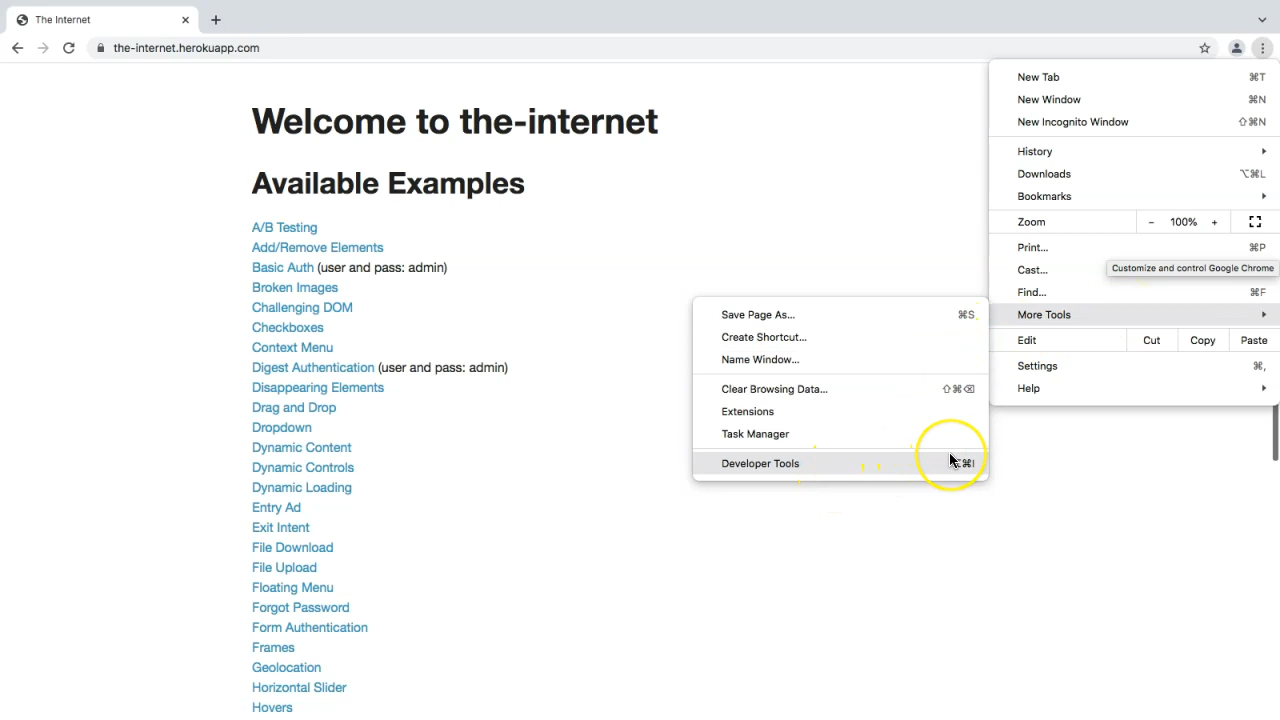 The Internet
the-internet.herokuapp.com
Welcome to the-internet
Available Examples
A/B Testing
Add/Remove Elements
Basic Auth (user and pass: admin)
Broken Images
Challenging DOM
Checkboxes
Context Menu
Digest Authentication (user and pass: admin)
Disappearing Elements
Drag and Drop
Dropdown
Dynamic Content
Dynamic Controls
Dynamic Loading
Entry Ad
Exit Intent
File Download
File Upload
Floating Menu
Forgot Password
Form Authentication
Frames
Geolocation
Horizontal Slider
Hovers
New Tab ⌘T
New Window ⌘N
New Incognito Window ⇧⌘N
History
Downloads ⌥⌘L
Bookmarks
Zoom - 100% +
Print... ⌘P
Cast...
Customize and control Google Chrome
Find... ⌘F
More Tools
Edit Cut Copy Paste
Settings ⌘,
Help
Save Page As... ⌘S
Create Shortcut...
Name Window...
Clear Browsing Data... ⇧⌘⌫
Extensions
Task Manager
Developer Tools ⌘I